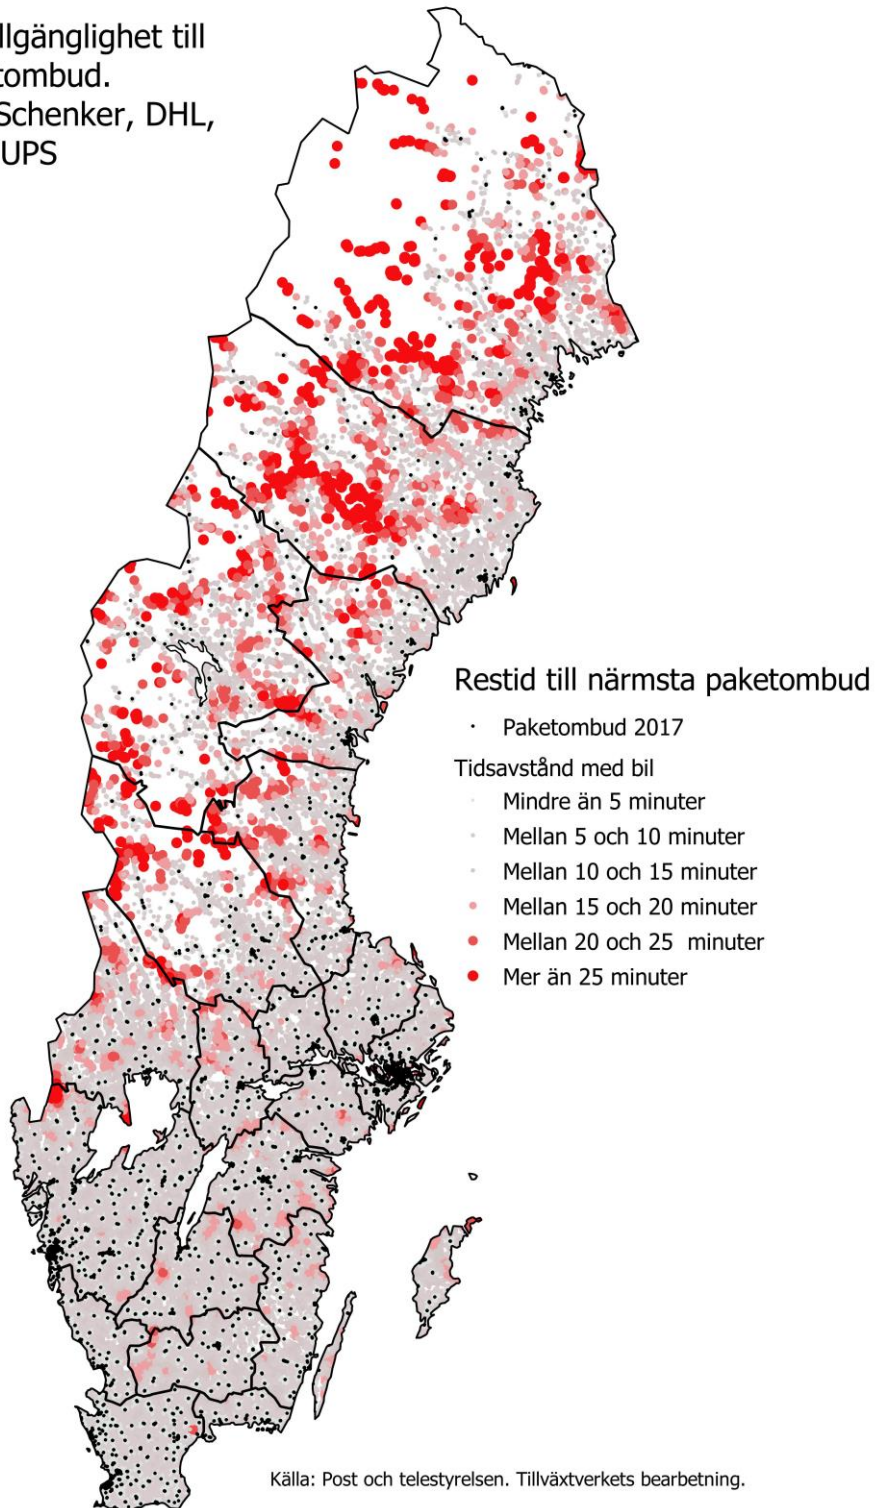 llgänglighet till
tombud.
Schenker, DHL,
UPS
Restid till närmsta paketombud
Paketombud 2017
Tidsavstånd med bil
Mindre än 5 minuter
Mellan 5 och 10 minuter
Mellan 10 och 15 minuter
Mellan 15 och 20 minuter
Mellan 20 och 25 minuter
Mer än 25 minuter
Källa: Post och telestyrelsen. Tillväxtverkets bearbetning.